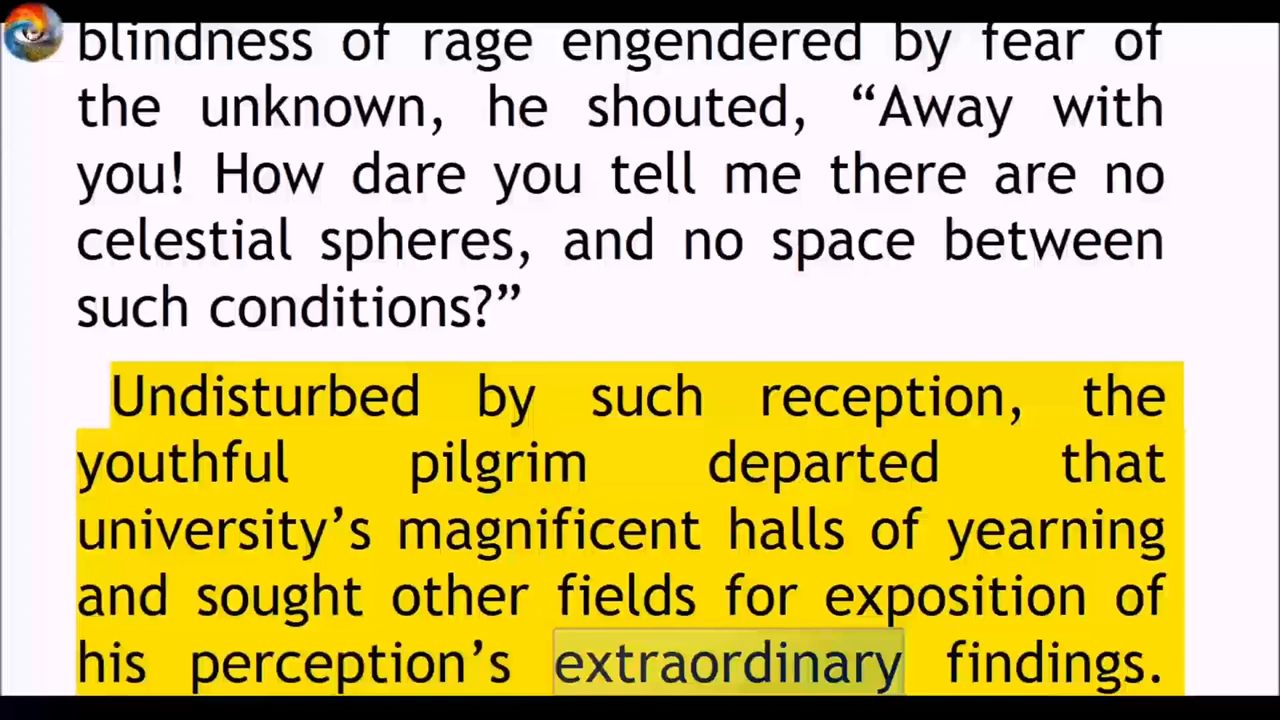 blindness of rage engendered by fear of
the unknown, he shouted, “Away with
you! How dare you tell me there are no
celestial spheres, and no space between
such conditions?”
Undisturbed by such reception, the
youthful pilgrim departed that
university’s magnificent halls of yearning
and sought other fields for exposition of
his perception’s extraordinary findings.